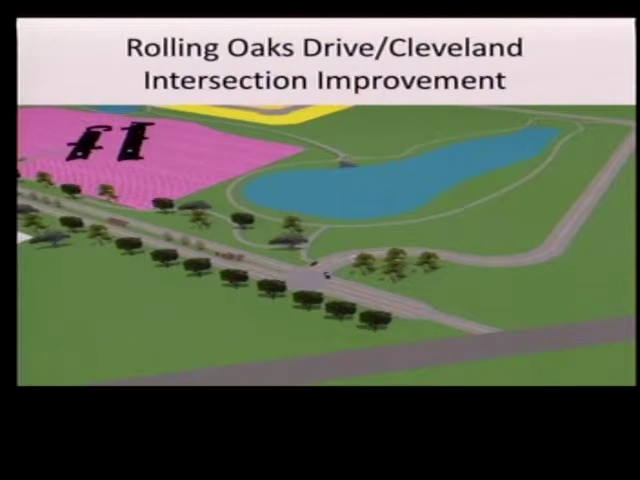 Rolling Oaks Drive/Cleveland
Intersection Improvement